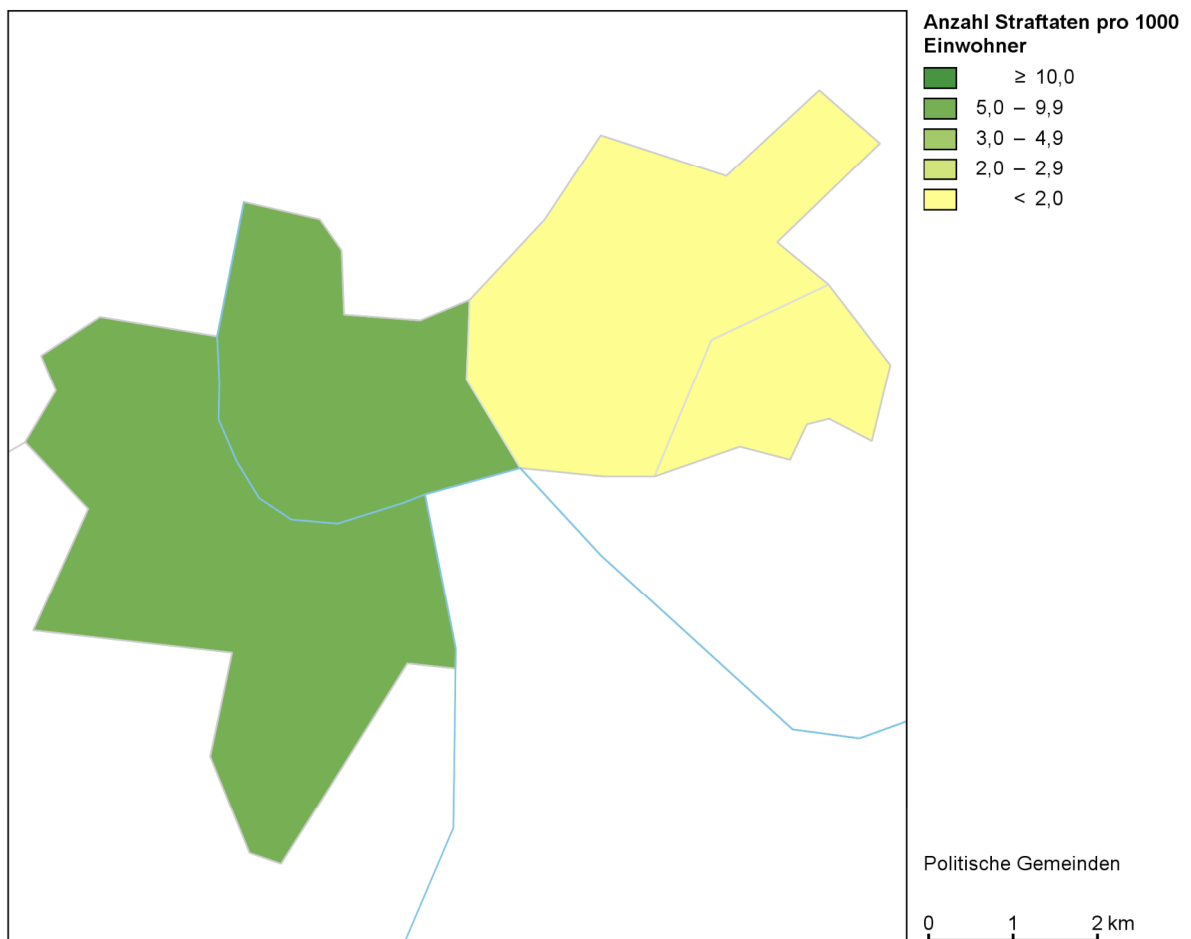 Anzahl Straftaten pro 1000
Einwohner
≥ 10,0
5,0 – 9,9
3,0 – 4,9
2,0 – 2,9
< 2,0
Politische Gemeinden
0 1 2 km